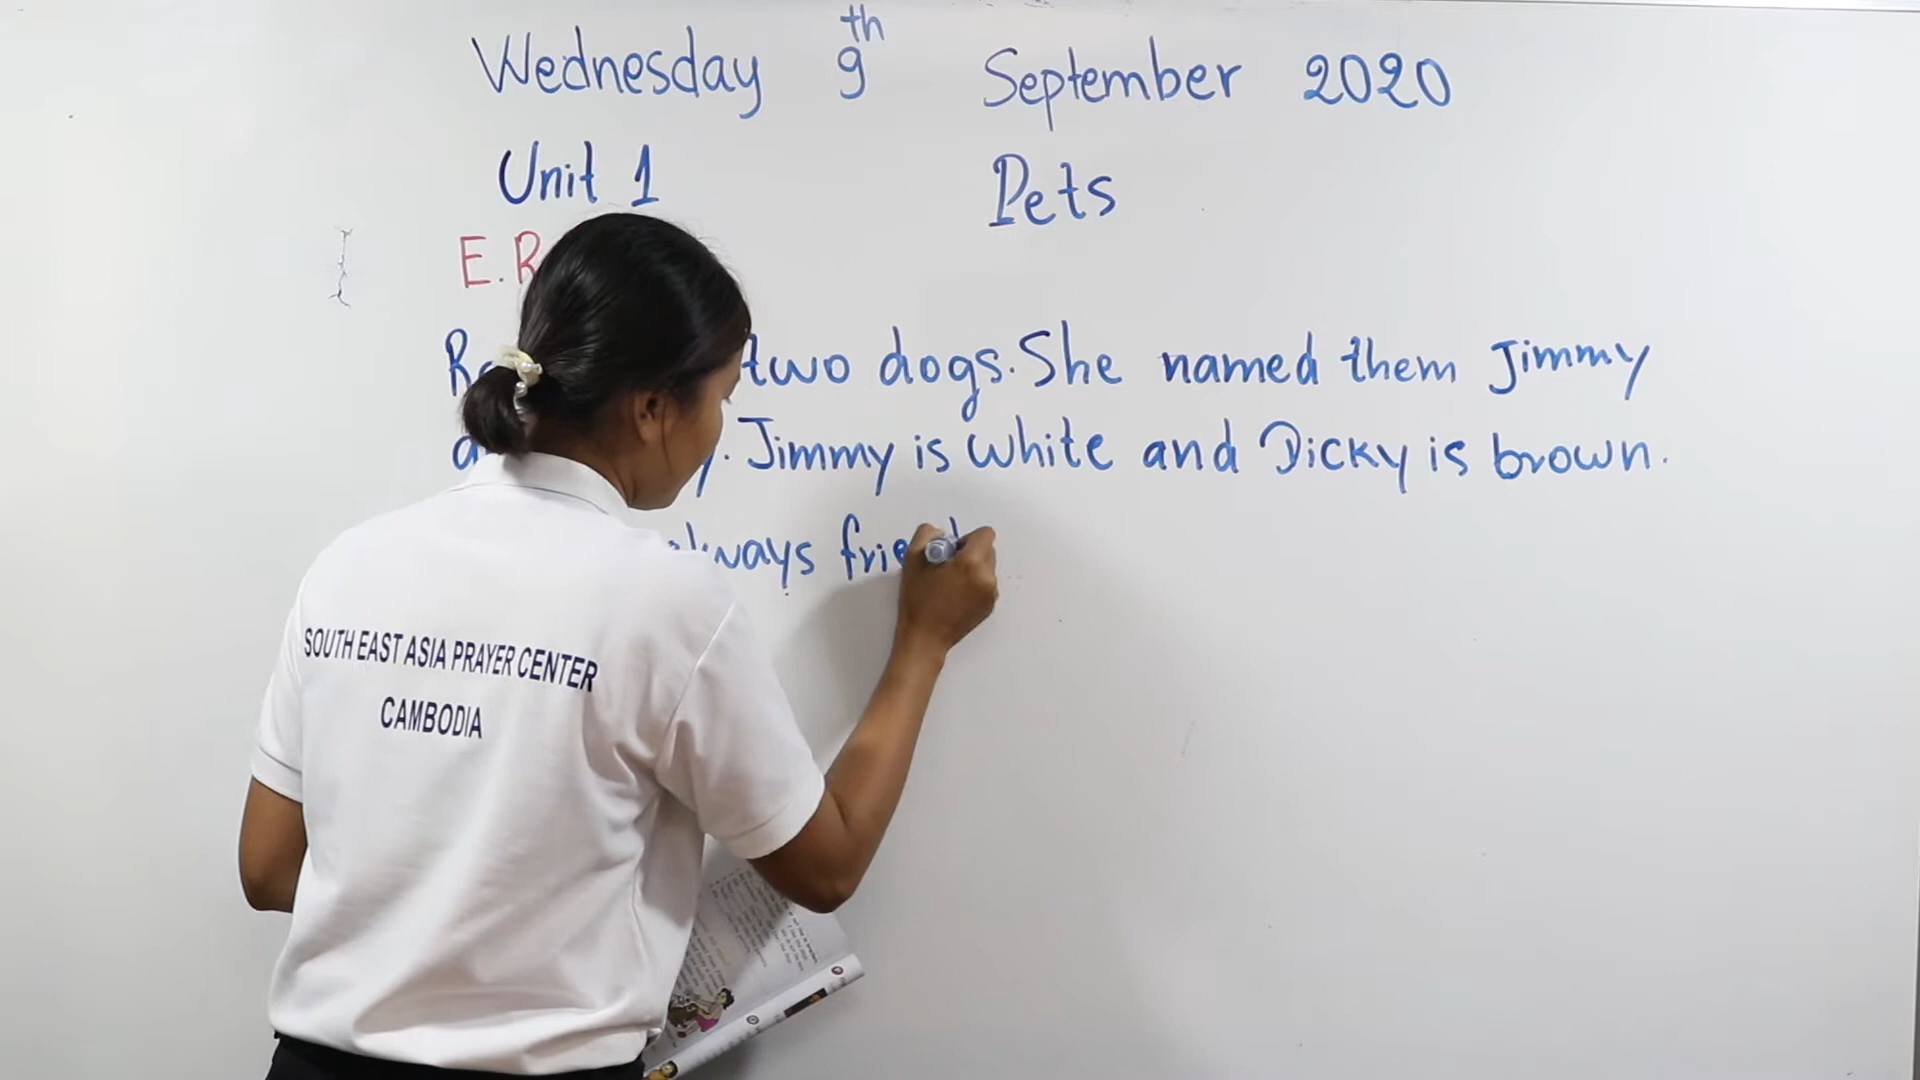 Wednesday 9th September 2020
Unit 1 Pets
E.
two dogs. She named them Jimmy
Jimmy is white and Dicky is brown.
always
SOUTH EAST ASIA PRAYER CENTER
CAMBODIA